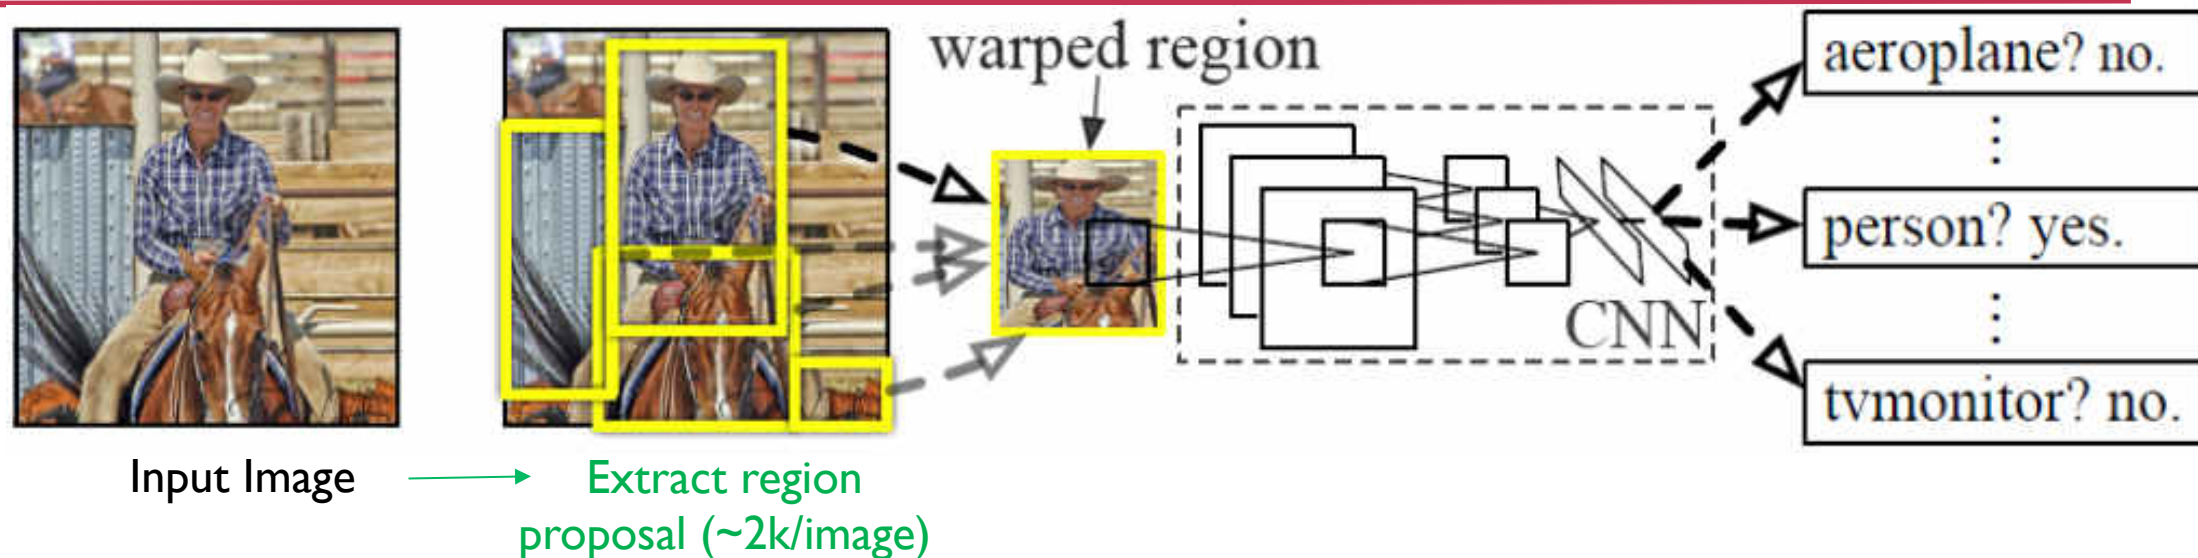 warped region
aeroplane? no.
person? yes.
CNN
tvmonitor? no.
Input Image
Extract region
proposal (~2k/image)